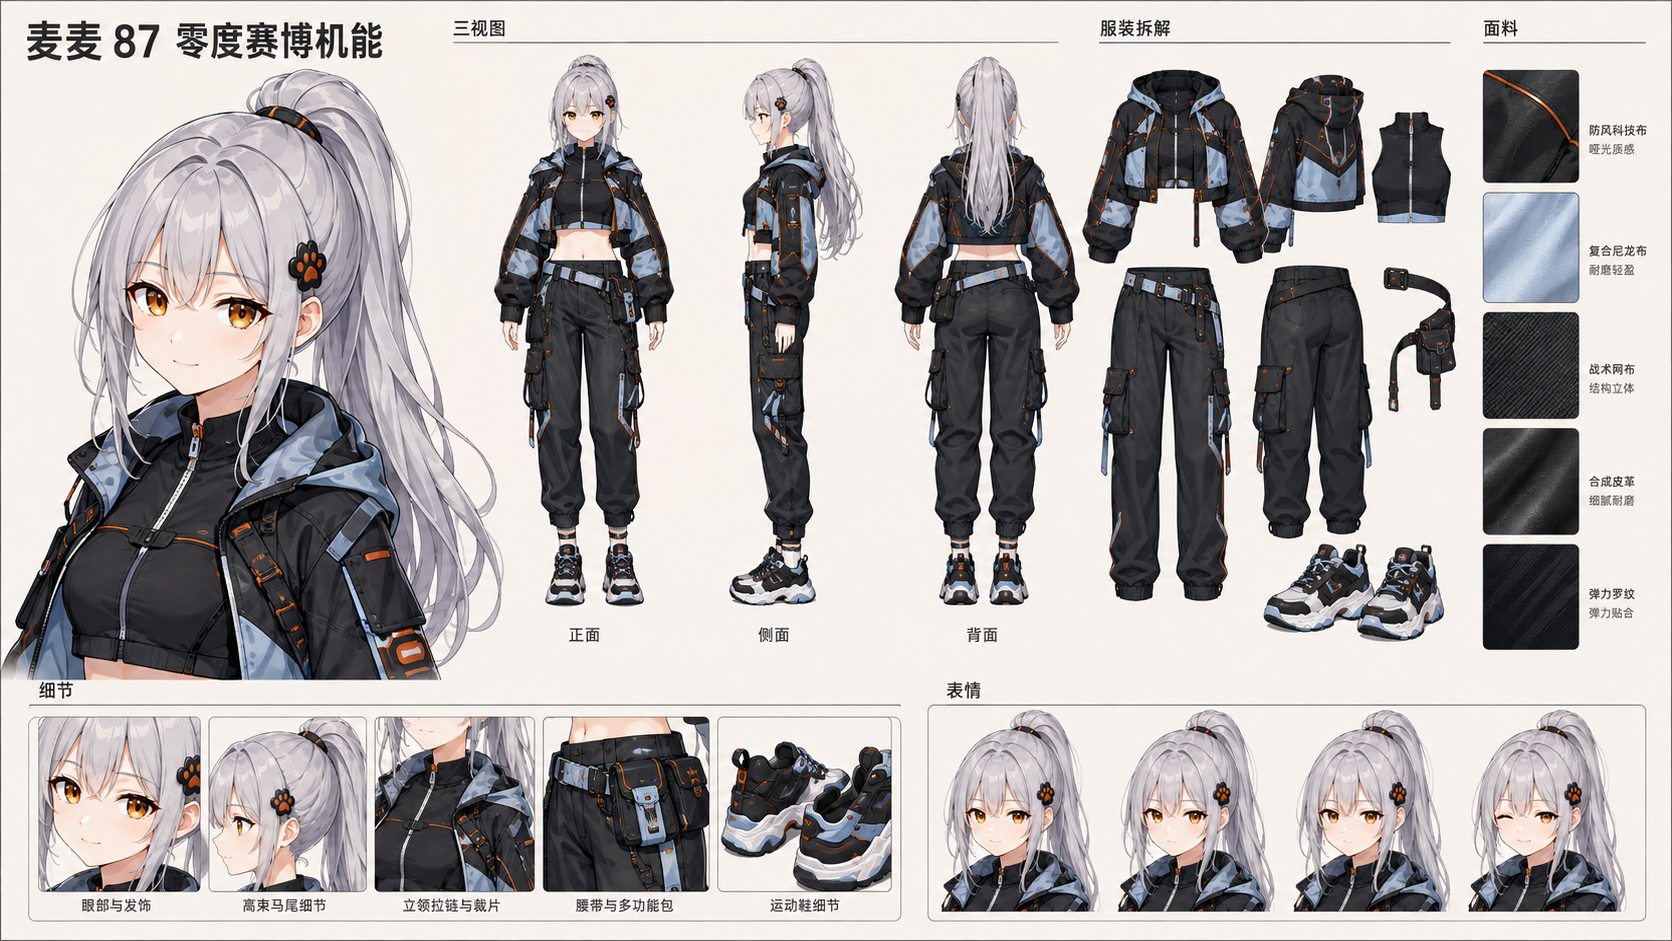 麦麦 87 零度赛博机能
三视图
正面
侧面
背面
服装拆解
面料
防风科技布
哑光质感
复合尼龙布
耐磨轻盈
战术网布
结构立体
合成皮革
细腻耐磨
弹力罗纹
弹力贴合
细节
眼部与发饰
高束马尾细节
立领拉链与裁片
腰带与多功能包
运动鞋细节
表情